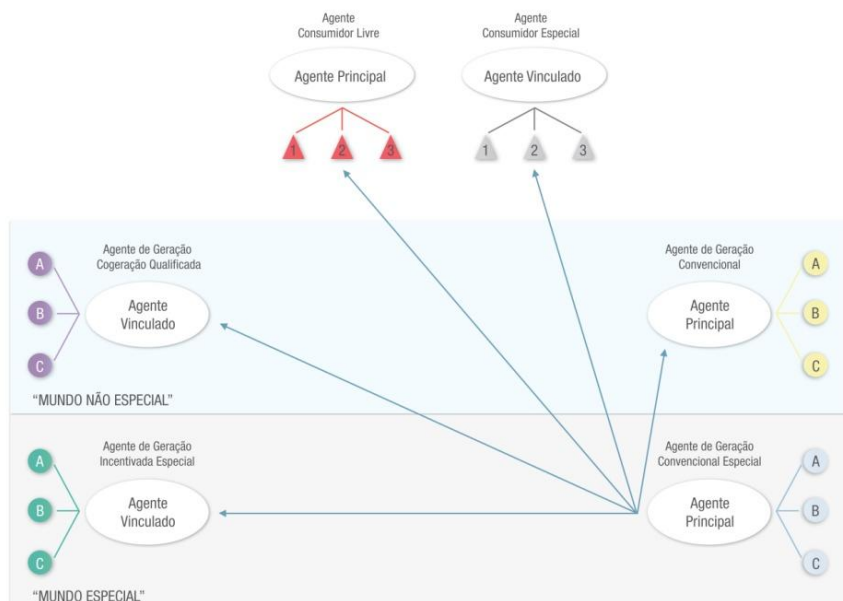 Agente
Consumidor Livre
Agente Principal
1
2
3
Agente
Consumidor Especial
Agente Vinculado
1
2
3
Agente de Geração
Cogeração Qualificada
Agente
Vinculado
A
B
C
Agente de Geração
Convencional
Agente
Principal
A
B
C
“MUNDO NÃO ESPECIAL”
Agente de Geração
Incentivada Especial
Agente
Vinculado
A
B
C
Agente de Geração
Convencional Especial
Agente
Principal
A
B
C
“MUNDO ESPECIAL”